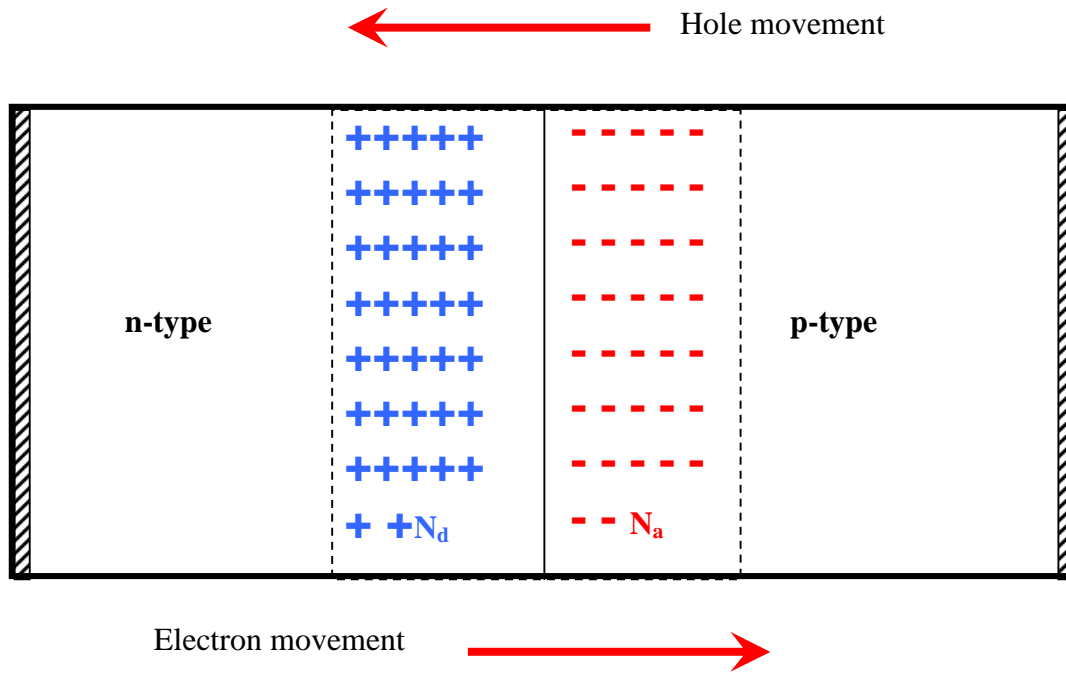 Hole movement
+++++ - - - - -
+++++ - - - - -
+++++ - - - - -
+++++ - - - - -
n-type p-type
+++++ - - - - -
+++++ - - - - -
+++++ - - - - -
+ +Nd - - Na
Electron movement